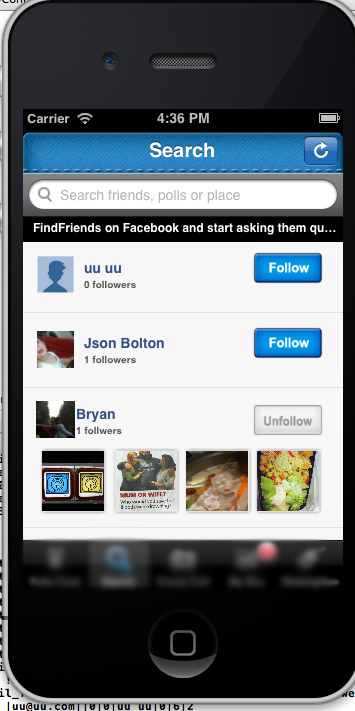 Carrier 4:36 PM
Search
Search friends, polls or place
FindFriends on Facebook and start asking them qu...
uu uu
Follow
0 followers
Json Bolton
Follow
1 followers
Bryan
Unfollow
1 follwers
MUM OR WIFE?
|uu@uu.com||0|0|uu uu|0|6|2